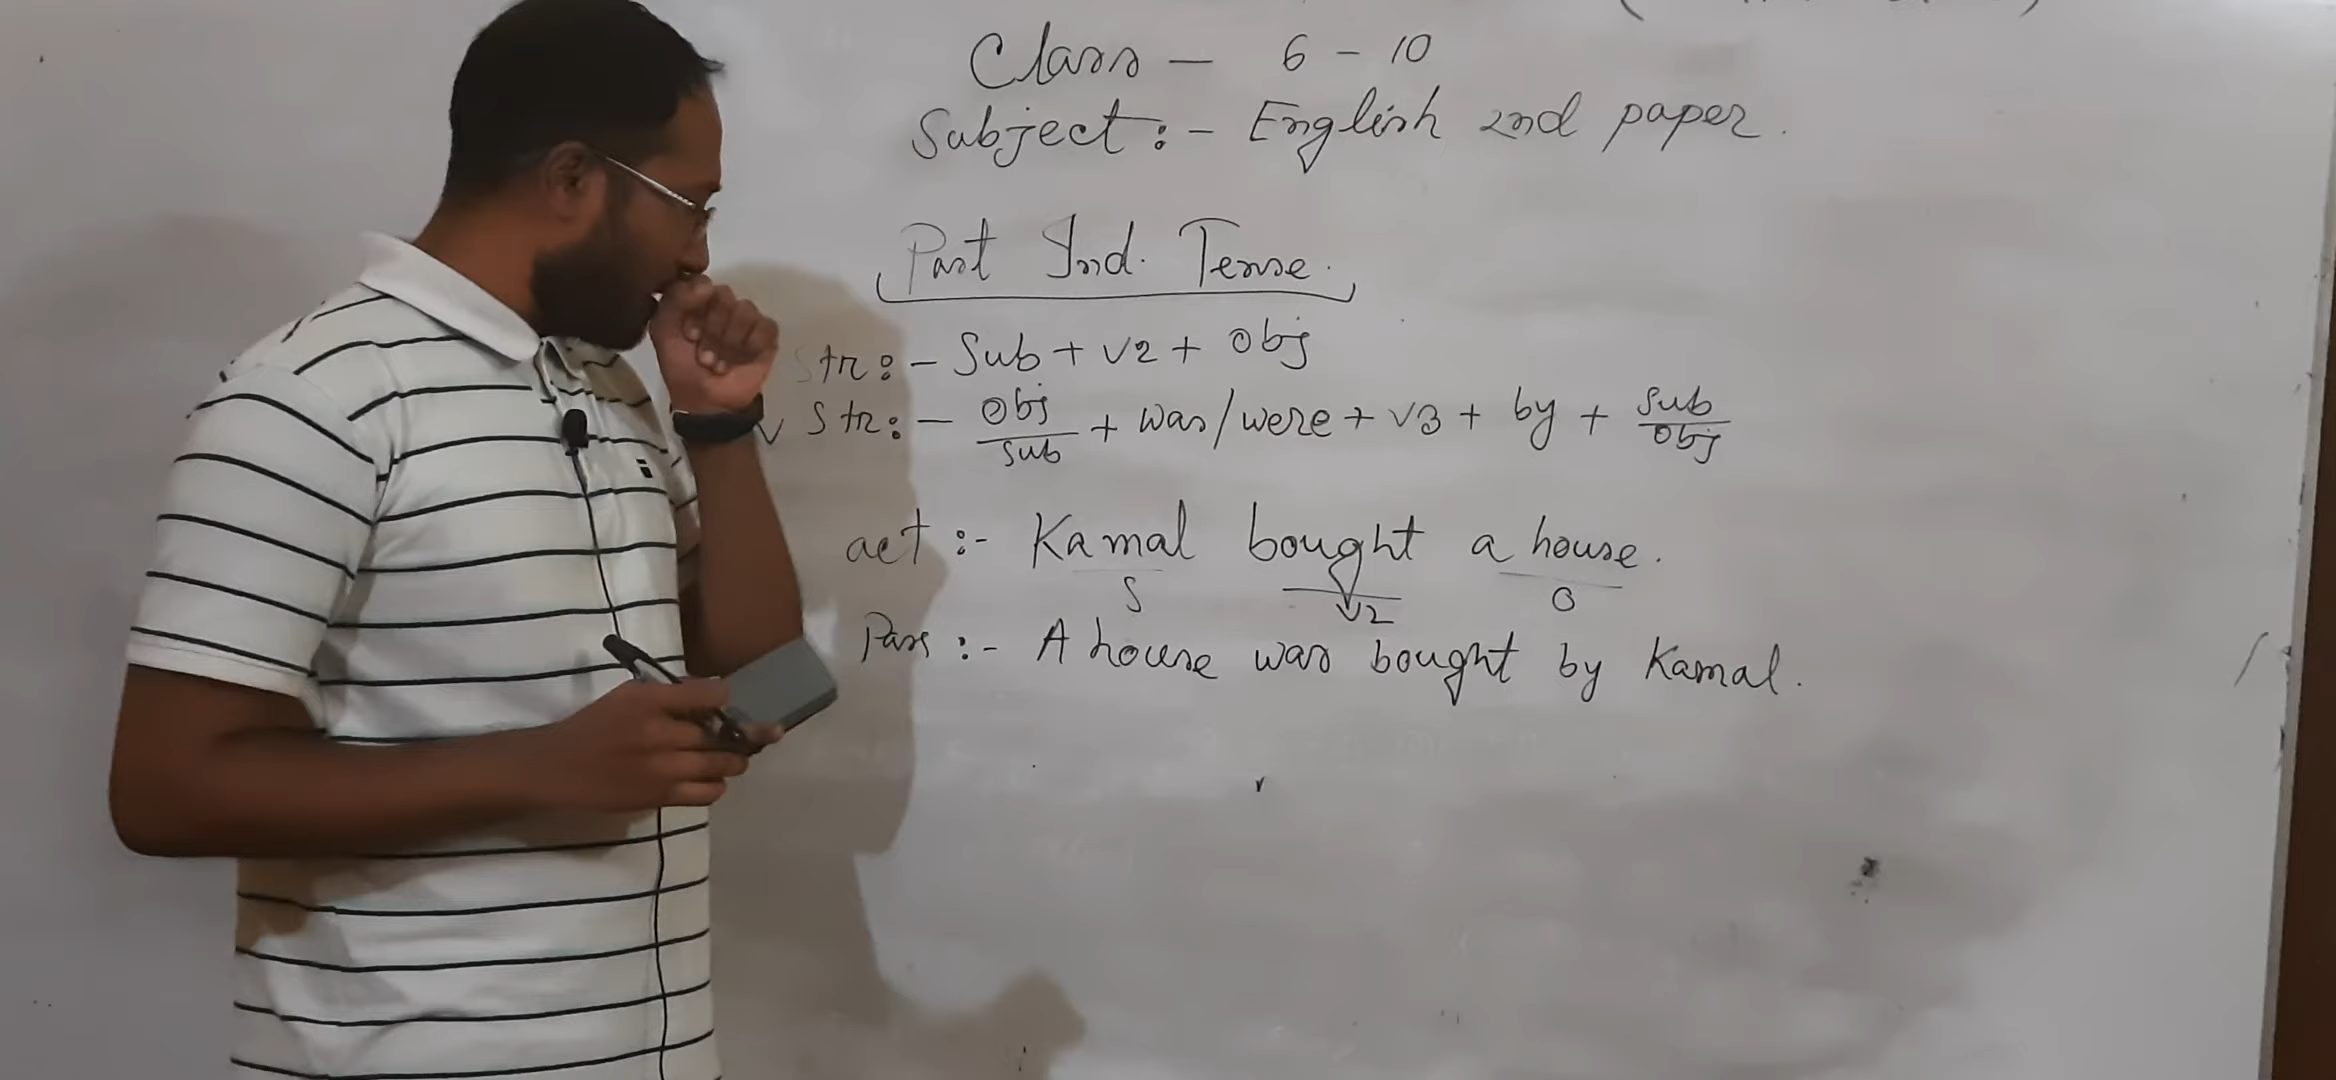 Class - 6 - 10
Subject :- English 2nd paper.
Past Ind. Tense.
Str :- Sub + V2 + Obj
V Str :- Obj/Sub + was/were + V3 + by + Sub/Obj
act :- Kamal bought a house.
S V2 O
Pass :- A house was bought by Kamal.